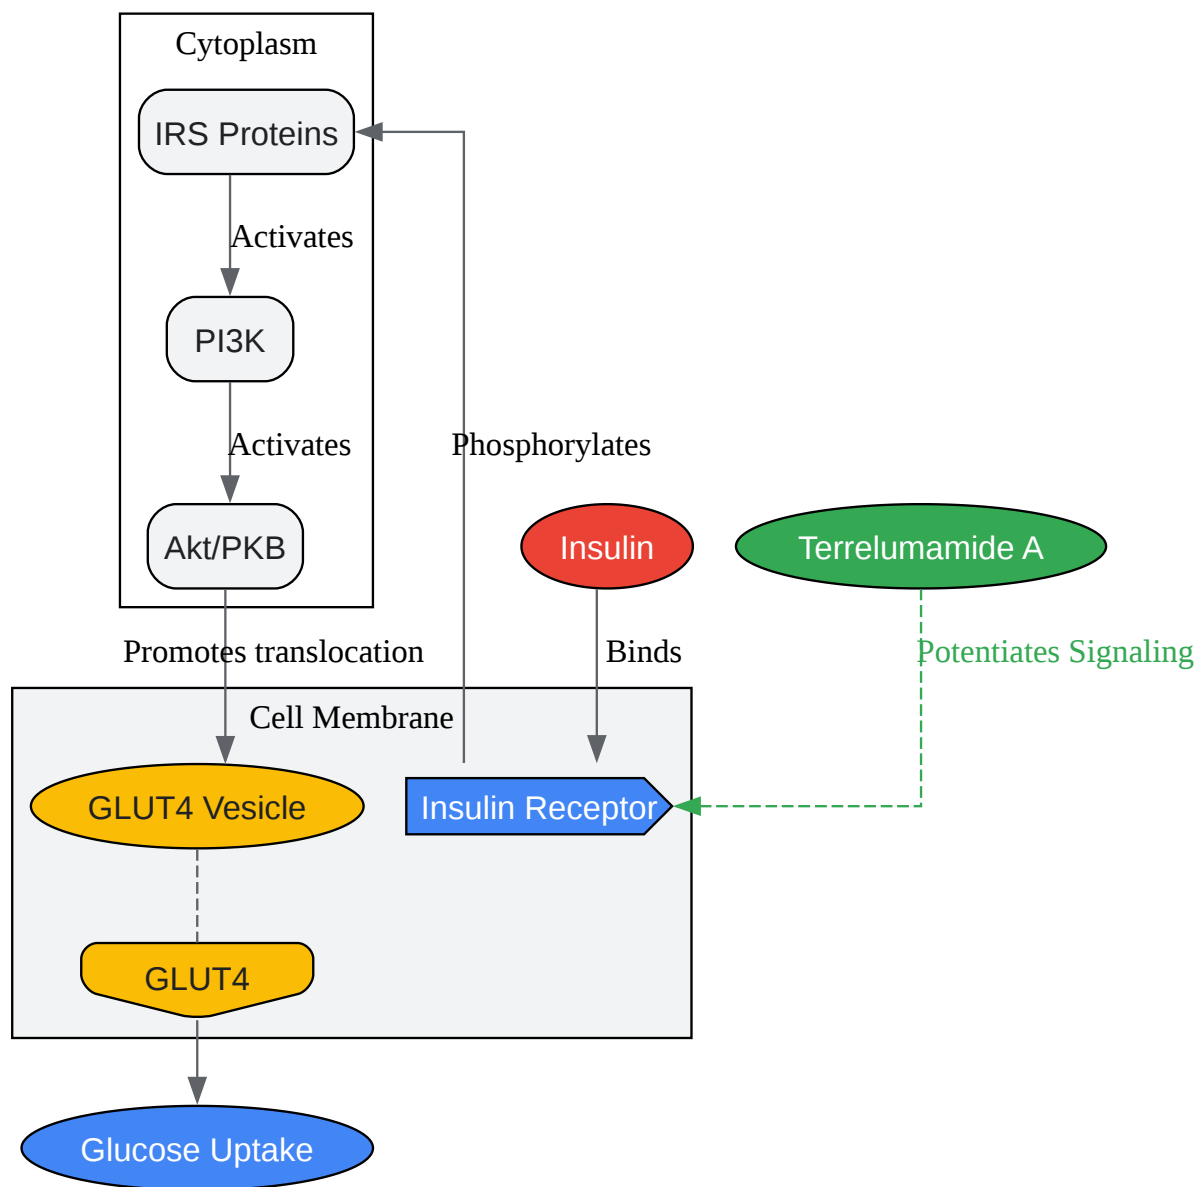 Cytoplasm
IRS Proteins
Activates
PI3K
Activates
Phosphorylates
Akt/PKB
Insulin
Terrelumamide A
Promotes translocation
Binds
Potentiates Signaling
Cell Membrane
GLUT4 Vesicle
Insulin Receptor
GLUT4
Glucose Uptake